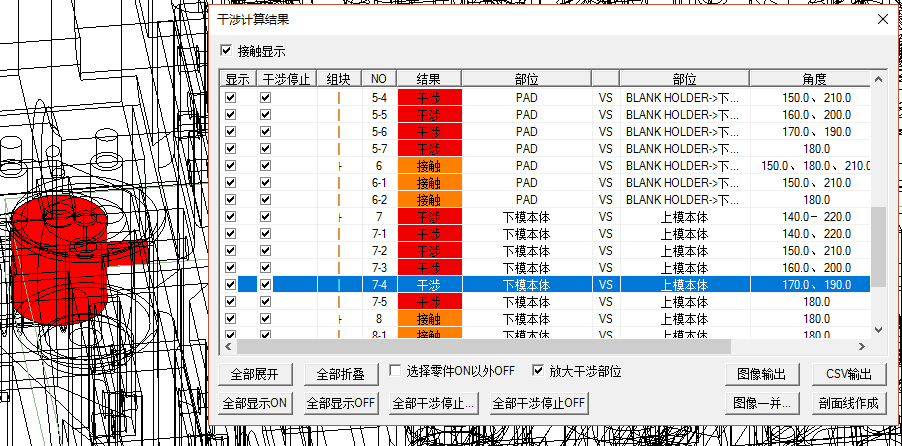 干涉计算结果
接触显示
显示 干涉停止 组块 NO 结果 部位 部位 角度
5-4 干涉 PAD VS BLANK HOLDER->下... 150.0、210.0
5-5 干涉 PAD VS BLANK HOLDER->下... 160.0、200.0
5-6 干涉 PAD VS BLANK HOLDER->下... 170.0、190.0
5-7 干涉 PAD VS BLANK HOLDER->下... 180.0
6 接触 PAD VS BLANK HOLDER->下... 150.0、180.0、210.0
6-1 接触 PAD VS BLANK HOLDER->下... 150.0、210.0
6-2 接触 PAD VS BLANK HOLDER->下... 180.0
7 干涉 下模本体 VS 上模本体 140.0- 220.0
7-1 干涉 下模本体 VS 上模本体 140.0、220.0
7-2 干涉 下模本体 VS 上模本体 150.0、210.0
7-3 干涉 下模本体 VS 上模本体 160.0、200.0
7-4 干涉 下模本体 VS 上模本体 170.0、190.0
7-5 干涉 下模本体 VS 上模本体 180.0
8 接触 下模本体 VS 上模本体 180.0
8-1 接触 下模本体 VS 上模本体 180.0
全部展开 全部折叠 选择零件ON以外OFF 放大干涉部位 图像输出 CSV输出
全部显示ON 全部显示OFF 全部干涉停止... 全部干涉停止OFF 图像一并... 剖面线作成